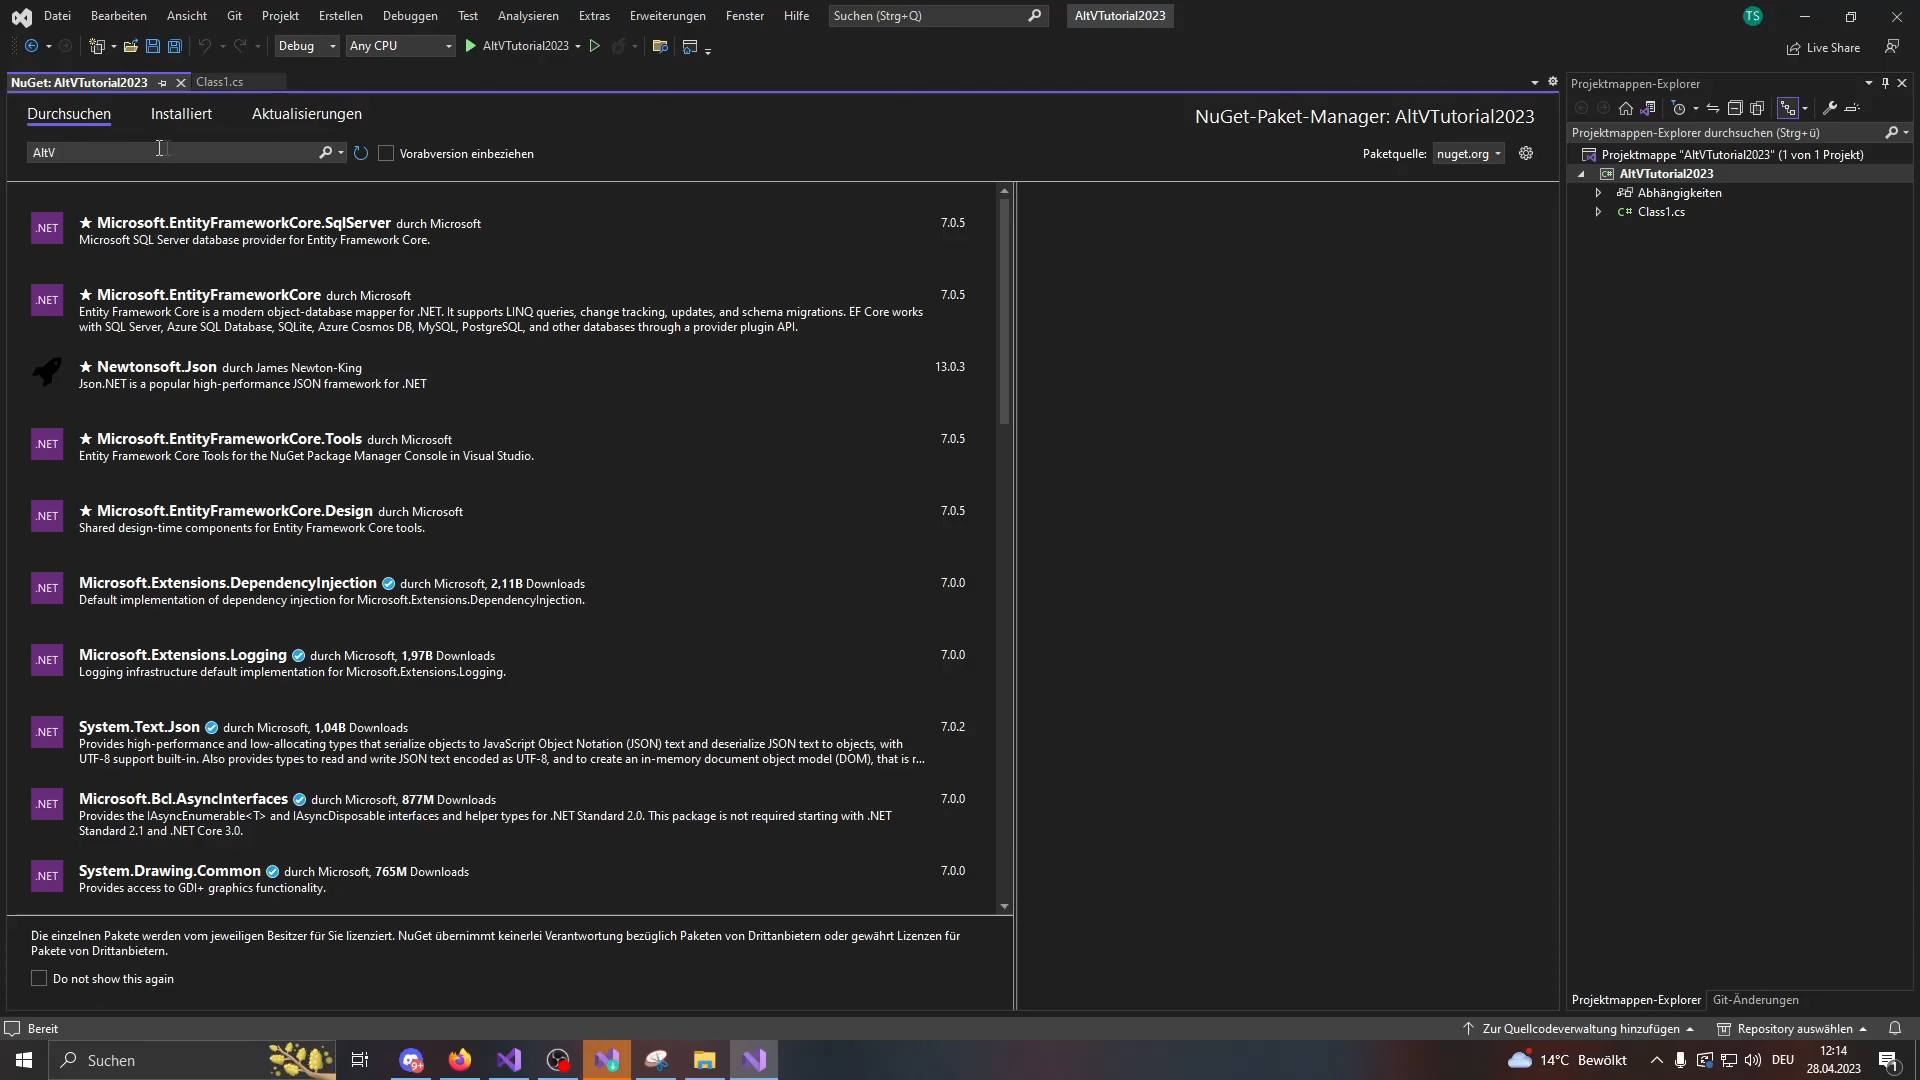 Datei Bearbeiten Ansicht Git Projekt Erstellen Debuggen Test Analysieren Extras Erweiterungen Fenster Hilfe Suchen (Strg+Q) AltVTutorial2023 TS
Debug Any CPU AltVTutorial2023 Live Share
NuGet: AltVTutorial2023 Class1.cs
Projektmappen-Explorer
Durchsuchen Installiert Aktualisierungen NuGet-Paket-Manager: AltVTutorial2023
Projektmappen-Explorer durchsuchen (Strg+ü)
AltV Vorabversion einbeziehen Paketquelle: nuget.org
Projektmappe "AltVTutorial2023" (1 von 1 Projekt)
C# AltVTutorial2023
Abhängigkeiten
C# Class1.cs
.NET Microsoft.EntityFrameworkCore.SqlServer durch Microsoft 7.0.5
Microsoft SQL Server database provider for Entity Framework Core.
.NET Microsoft.EntityFrameworkCore durch Microsoft 7.0.5
Entity Framework Core is a modern object-database mapper for .NET. It supports LINQ queries, change tracking, updates, and schema migrations. EF Core works
with SQL Server, Azure SQL Database, SQLite, Azure Cosmos DB, MySQL, PostgreSQL, and other databases through a provider plugin API.
Newtonsoft.Json durch James Newton-King 13.0.3
Json.NET is a popular high-performance JSON framework for .NET
.NET Microsoft.EntityFrameworkCore.Tools durch Microsoft 7.0.5
Entity Framework Core Tools for the NuGet Package Manager Console in Visual Studio.
.NET Microsoft.EntityFrameworkCore.Design durch Microsoft 7.0.5
Shared design-time components for Entity Framework Core tools.
.NET Microsoft.Extensions.DependencyInjection durch Microsoft, 2,11B Downloads 7.0.0
Default implementation of dependency injection for Microsoft.Extensions.DependencyInjection.
.NET Microsoft.Extensions.Logging durch Microsoft, 1,97B Downloads 7.0.0
Logging infrastructure default implementation for Microsoft.Extensions.Logging.
.NET System.Text.Json durch Microsoft, 1,04B Downloads 7.0.2
Provides high-performance and low-allocating types that serialize objects to JavaScript Object Notation (JSON) text and deserialize JSON text to objects, with
UTF-8 support built-in. Also provides types to read and write JSON text encoded as UTF-8, and to create an in-memory document object model (DOM), that is r...
.NET Microsoft.Bcl.AsyncInterfaces durch Microsoft, 877M Downloads 7.0.0
Provides the IAsyncEnumerable<T> and IAsyncDisposable interfaces and helper types for .NET Standard 2.0. This package is not required starting with .NET
Standard 2.1 and .NET Core 3.0.
.NET System.Drawing.Common durch Microsoft, 765M Downloads 7.0.0
Provides access to GDI+ graphics functionality.
Die einzelnen Pakete werden vom jeweiligen Besitzer für Sie lizenziert. NuGet übernimmt keinerlei Verantwortung bezüglich Paketen von Drittanbietern oder gewährt Lizenzen für
Pakete von Drittanbietern.
Do not show this again
Projektmappen-Explorer Git-Änderungen
Bereit Zur Quellcodeverwaltung hinzufügen Repository auswählen
Suchen 9+ 14°C Bewölkt DEU 12:14
28.04.2023 1